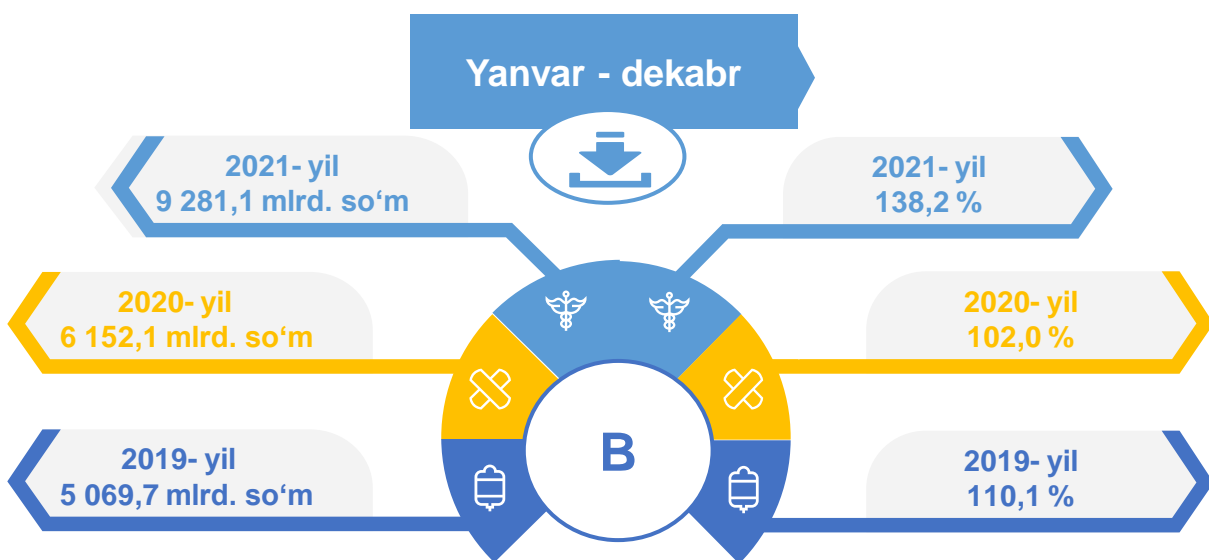 Yanvar - dekabr
2021- yil
9 281,1 mlrd. so‘m
2021- yil
138,2 %
2020- yil
6 152,1 mlrd. so‘m
2020- yil
102,0 %
B
2019- yil
5 069,7 mlrd. so‘m
2019- yil
110,1 %